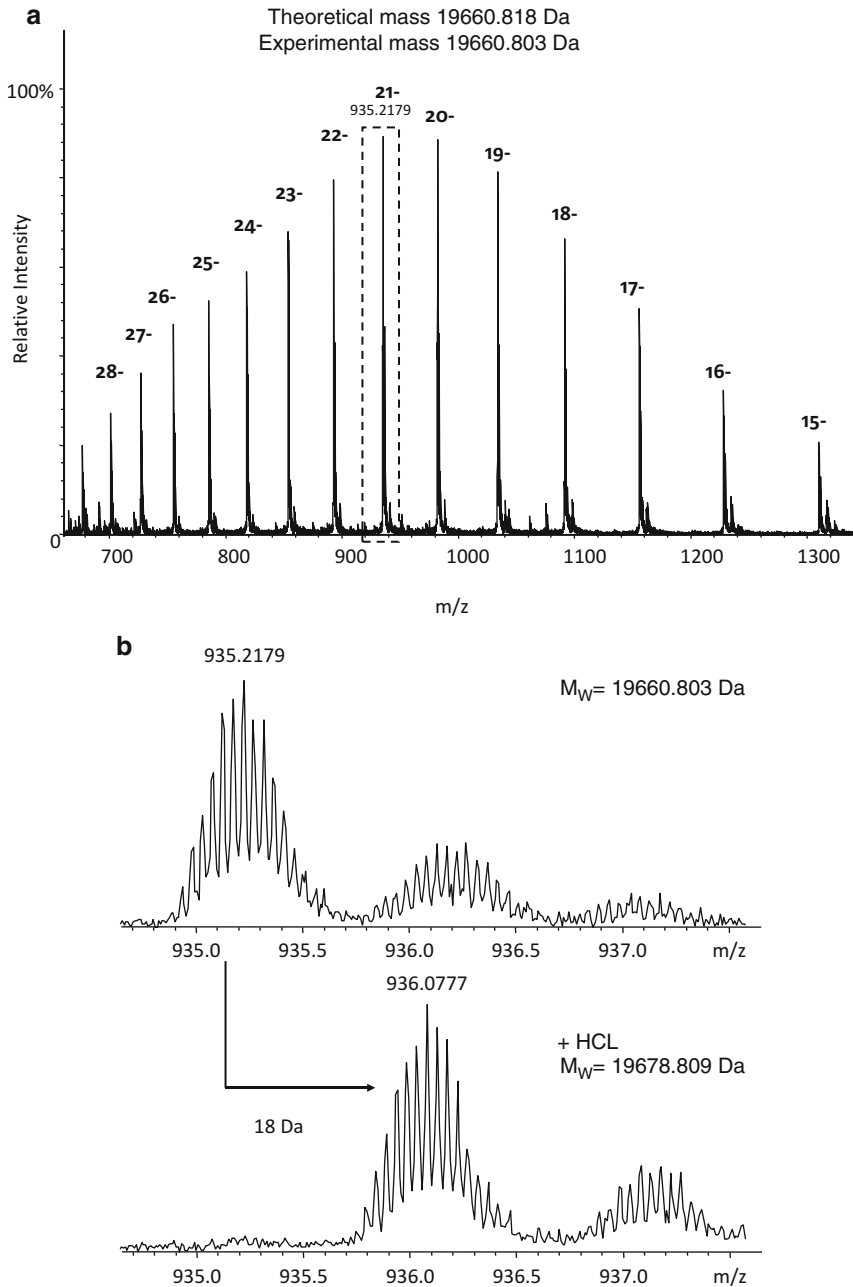 a
Theoretical mass 19660.818 Da
Experimental mass 19660.803 Da
100%
21-
935.2179
22-
20-
23-
19-
24-
18-
25-
26-
17-
27-
28-
16-
15-
Relative Intensity
0
700 800 900 1000 1100 1200 1300
m/z
b
935.2179
MW= 19660.803 Da
935.0 935.5 936.0 936.5 937.0 m/z
936.0777
+ HCL
MW= 19678.809 Da
18 Da
935.0 935.5 936.0 936.5 937.0 m/z